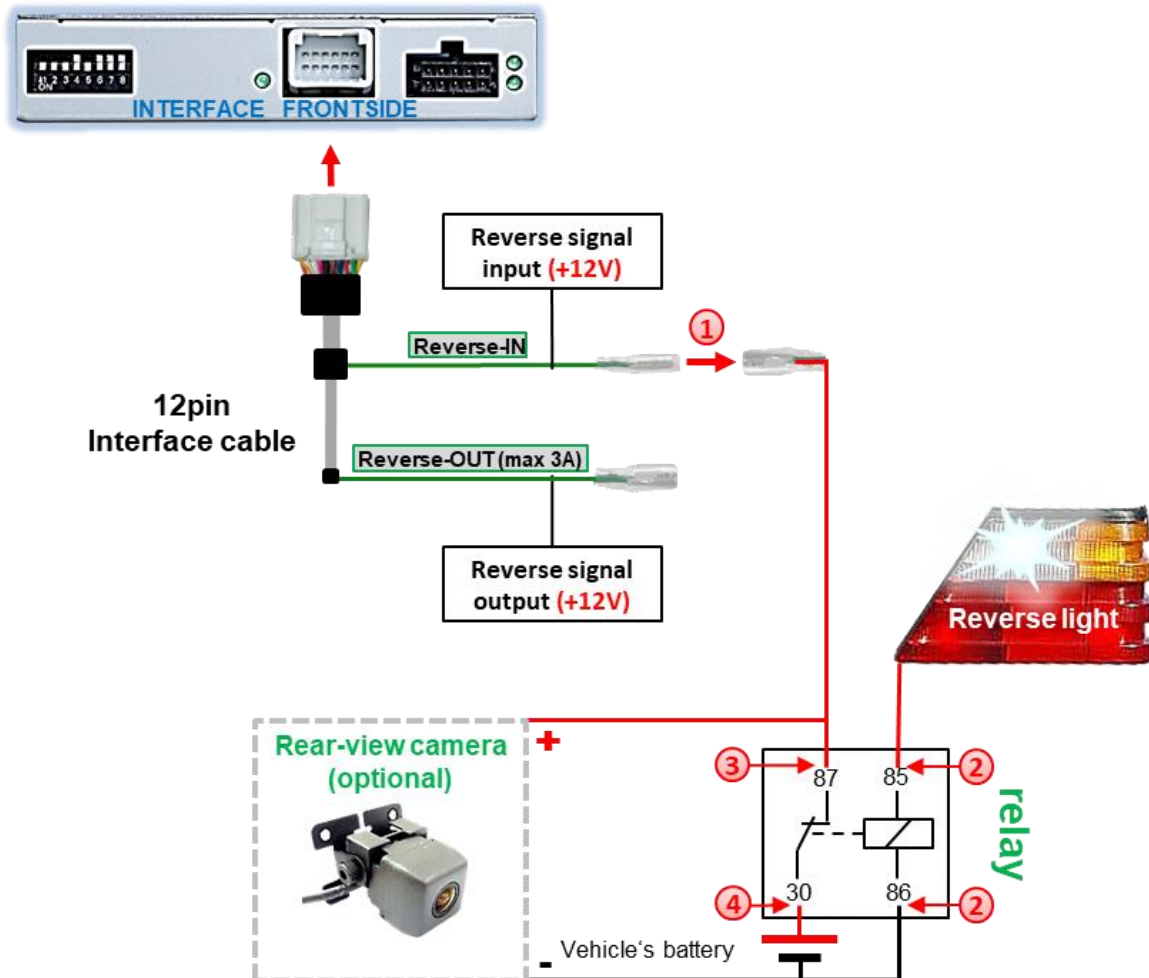 1 2 3 4 5 6 7 8
ON
INTERFACE FRONTSIDE
Reverse signal
input (+12V)
1
Reverse-IN
12pin
Interface cable
Reverse-OUT (max 3A)
Reverse signal
output (+12V)
Reverse light
Rear-view camera
(optional)
+
3
87
85
2
relay
4
30
86
2
-
Vehicle's battery